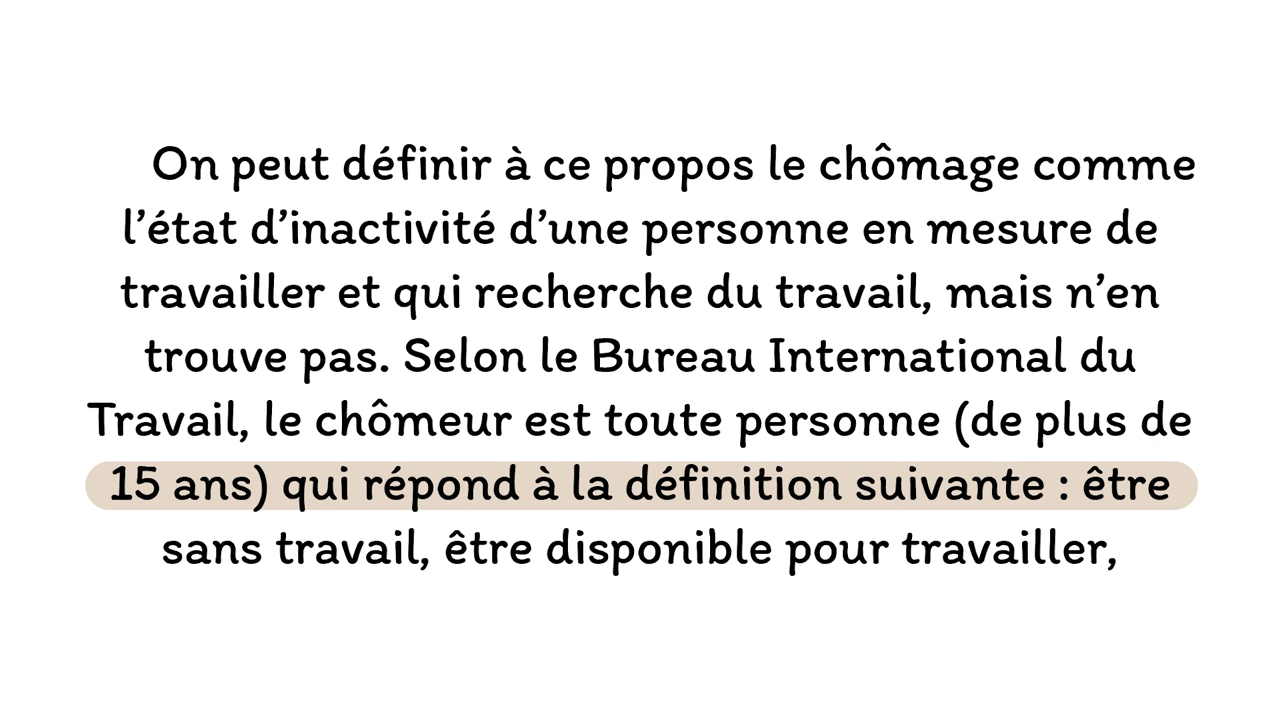 On peut définir à ce propos le chômage comme
l’état d’inactivité d’une personne en mesure de
travailler et qui recherche du travail, mais n’en
trouve pas. Selon le Bureau International du
Travail, le chômeur est toute personne (de plus de
15 ans) qui répond à la définition suivante : être
sans travail, être disponible pour travailler,